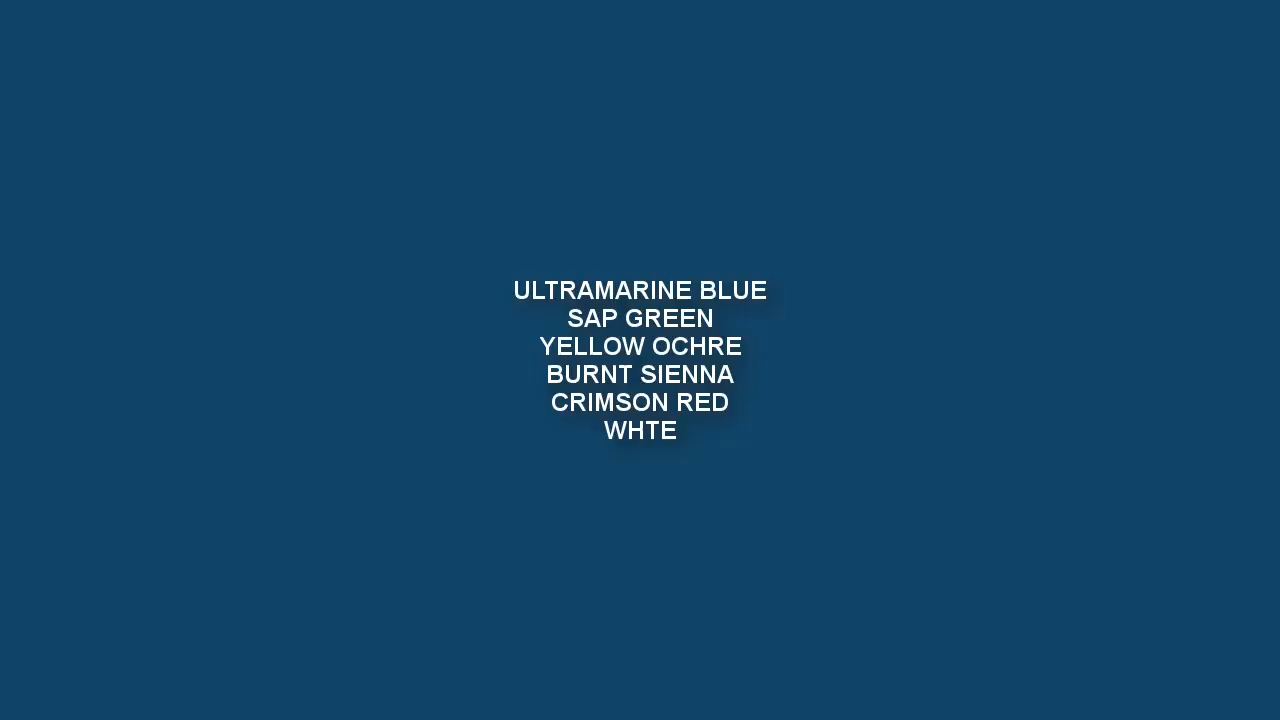 ULTRAMARINE BLUE
SAP GREEN
YELLOW OCHRE
BURNT SIENNA
CRIMSON RED
WHTE